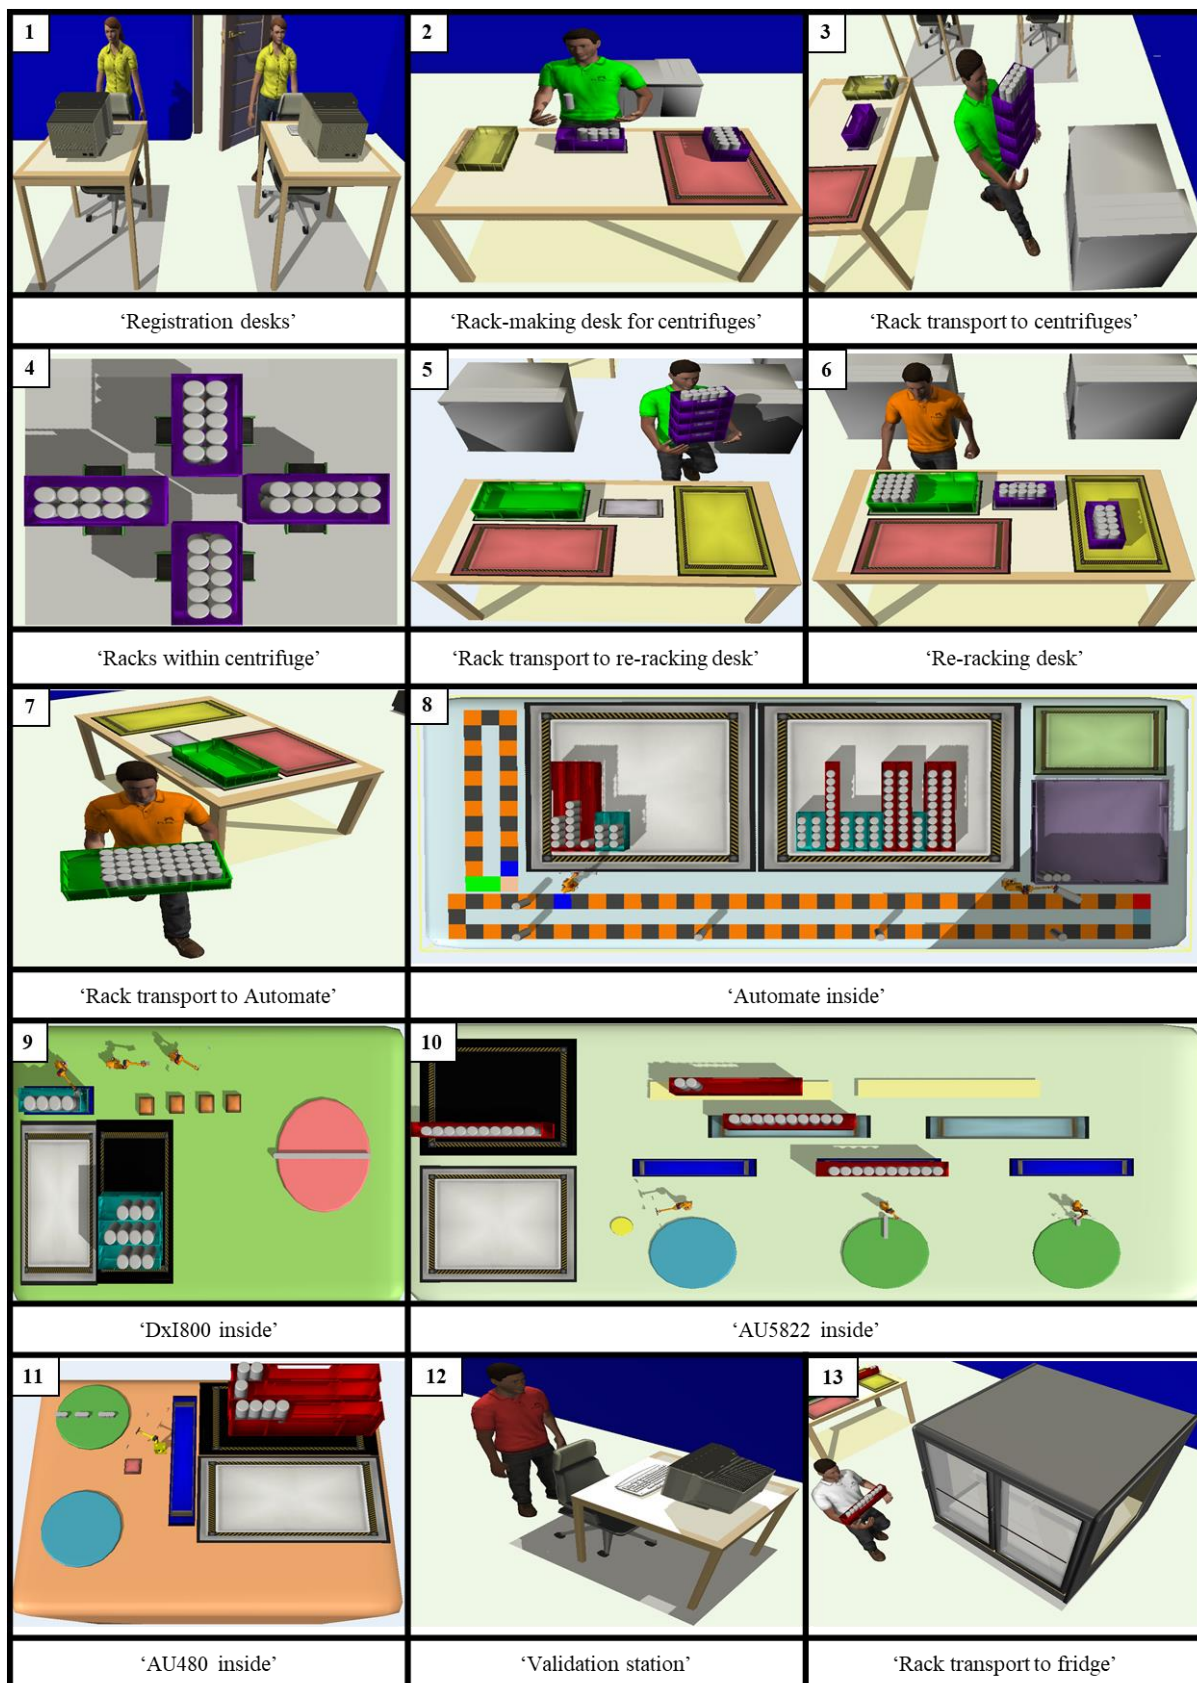 1
2
3
‘Registration desks’
‘Rack-making desk for centrifuges’
‘Rack transport to centrifuges’
4
5
6
‘Racks within centrifuge’
‘Rack transport to re-racking desk’
‘Re-racking desk’
7
8
‘Rack transport to Automate’
‘Automate inside’
9
10
‘DxI800 inside’
‘AU5822 inside’
11
12
13
‘AU480 inside’
‘Validation station’
‘Rack transport to fridge’